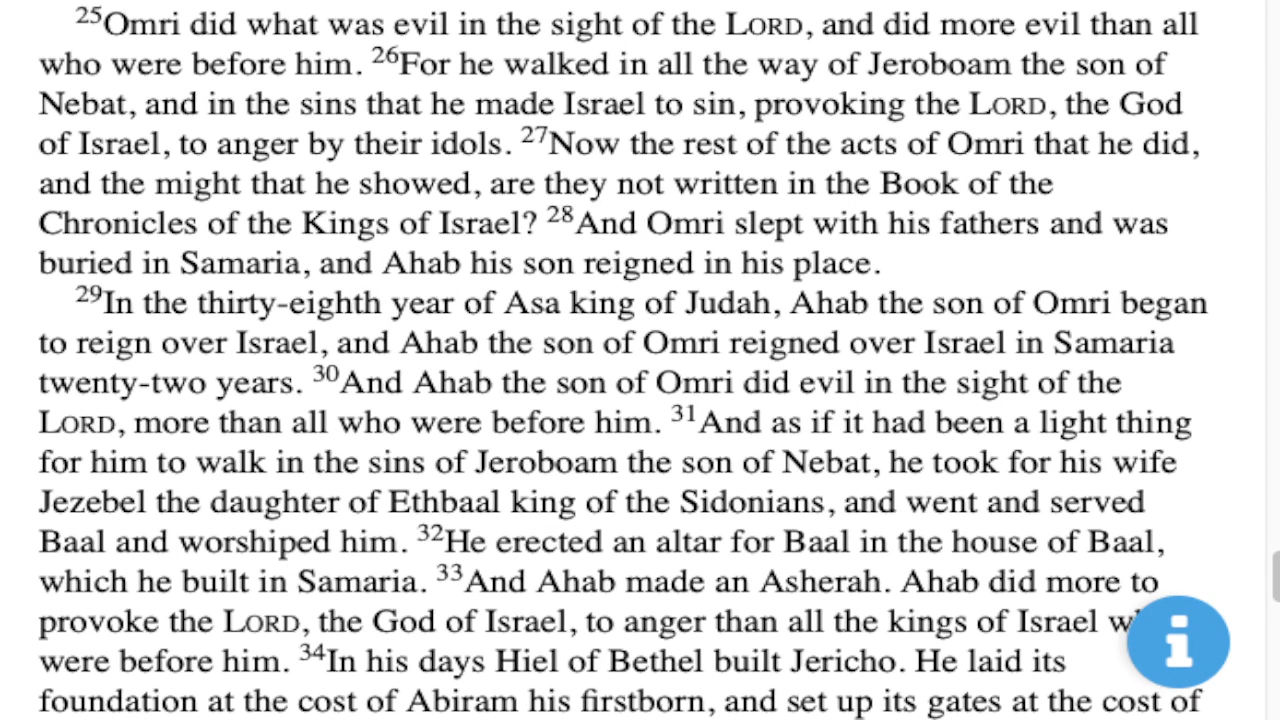 25Omri did what was evil in the sight of the LORD, and did more evil than all
who were before him. 26For he walked in all the way of Jeroboam the son of
Nebat, and in the sins that he made Israel to sin, provoking the LORD, the God
of Israel, to anger by their idols. 27Now the rest of the acts of Omri that he did,
and the might that he showed, are they not written in the Book of the
Chronicles of the Kings of Israel? 28And Omri slept with his fathers and was
buried in Samaria, and Ahab his son reigned in his place.
29In the thirty-eighth year of Asa king of Judah, Ahab the son of Omri began
to reign over Israel, and Ahab the son of Omri reigned over Israel in Samaria
twenty-two years. 30And Ahab the son of Omri did evil in the sight of the
LORD, more than all who were before him. 31And as if it had been a light thing
for him to walk in the sins of Jeroboam the son of Nebat, he took for his wife
Jezebel the daughter of Ethbaal king of the Sidonians, and went and served
Baal and worshiped him. 32He erected an altar for Baal in the house of Baal,
which he built in Samaria. 33And Ahab made an Asherah. Ahab did more to
provoke the LORD, the God of Israel, to anger than all the kings of Israel
were before him. 34In his days Hiel of Bethel built Jericho. He laid its
foundation at the cost of Abiram his firstborn, and set up its gates at the cost of